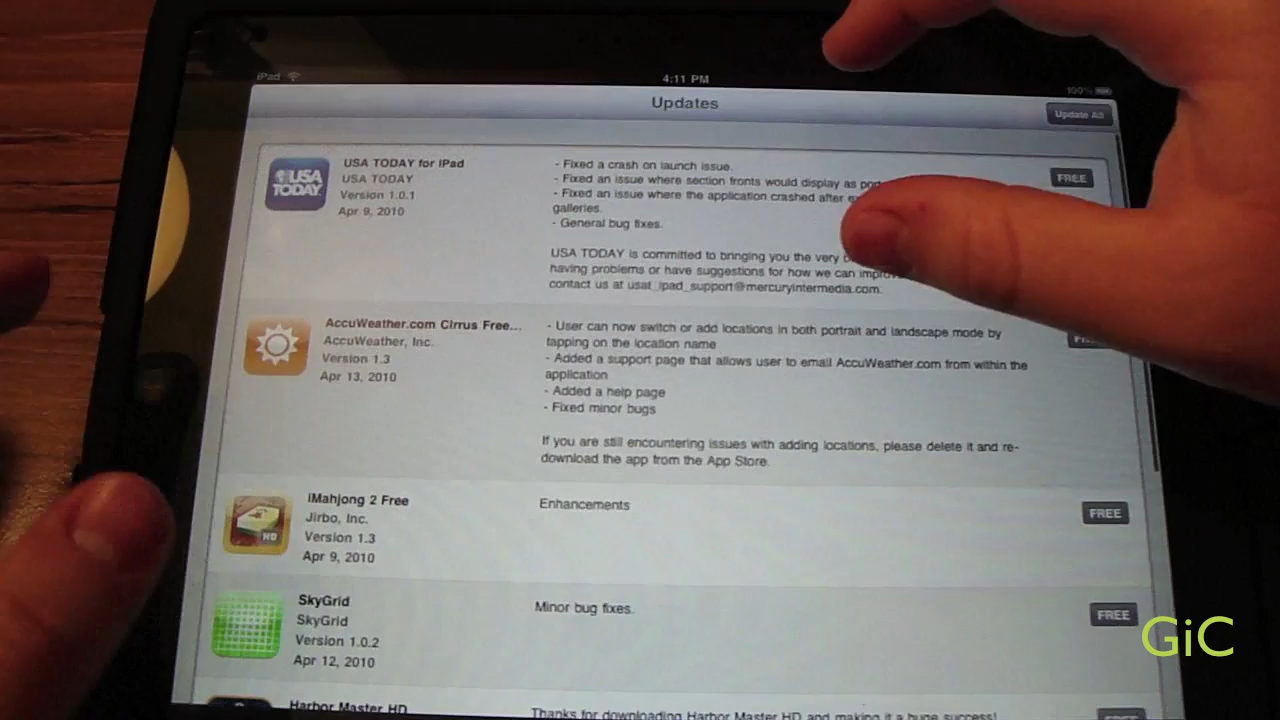 iPad
4:11 PM
100%
Updates
Update All
USA TODAY
USA TODAY for iPad
USA TODAY
Version 1.0.1
Apr 9, 2010
- Fixed a crash on launch issue.
- Fixed an issue where section fronts would display as
- Fixed an issue where the application crashed after
galleries.
- General bug fixes.
USA TODAY is committed to bringing you the very
having problems or have suggestions for how we can
contact us at usat_ipad_support@mercuryintermedia.com.
FREE
AccuWeather.com Cirrus Free...
AccuWeather, Inc.
Version 1.3
Apr 13, 2010
- User can now switch or add locations in both portrait and landscape mode by
tapping on the location name
- Added a support page that allows user to email AccuWeather.com from within the
application
- Added a help page
- Fixed minor bugs
If you are still encountering issues with adding locations, please delete it and re-
download the app from the App Store.
HD
iMahjong 2 Free
Jirbo, Inc.
Version 1.3
Apr 9, 2010
Enhancements
FREE
SkyGrid
SkyGrid
Version 1.0.2
Apr 12, 2010
Minor bug fixes.
FREE
GiC
Harbor Master HD
Thanks for downloading Harbor Master HD and making it a huge success!